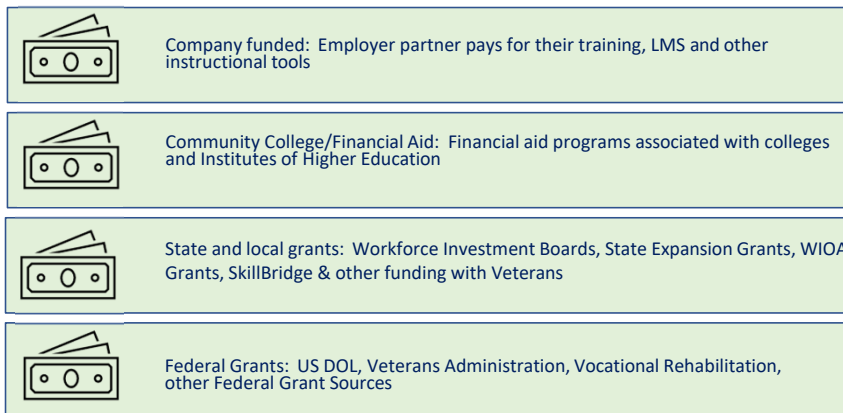 Company funded: Employer partner pays for their training, LMS and other
instructional tools
Community College/Financial Aid: Financial aid programs associated with colleges
and Institutes of Higher Education
State and local grants: Workforce Investment Boards, State Expansion Grants, WIOA
Grants, SkillBridge & other funding with Veterans
Federal Grants: US DOL, Veterans Administration, Vocational Rehabilitation,
other Federal Grant Sources